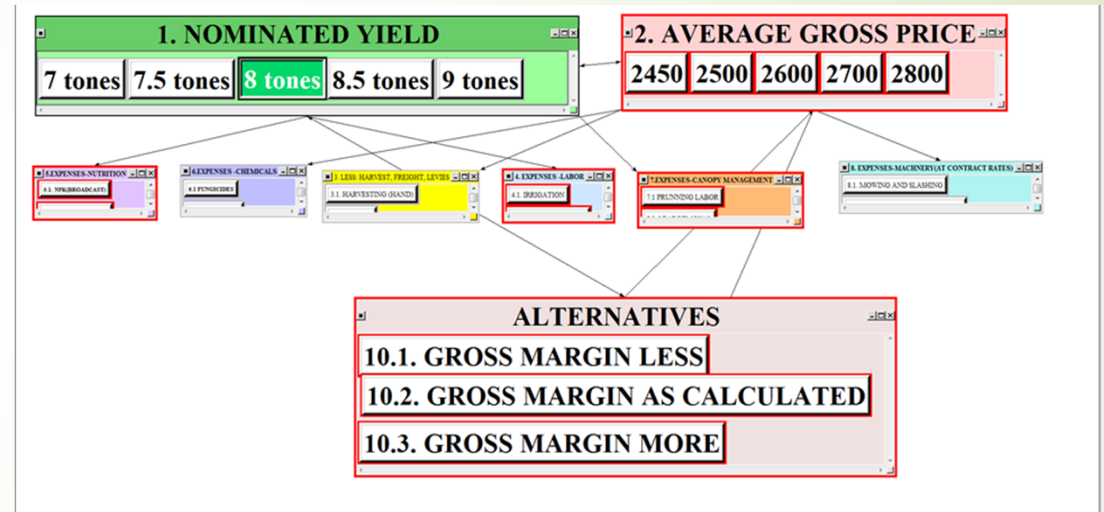 1. NOMINATED YIELD
7 tones 7.5 tones 8 tones 8.5 tones 9 tones
2. AVERAGE GROSS PRICE
2450 2500 2600 2700 2800
5.EXPENSES-NUTRITION
NPK(BROADCAST)
6.EXPENSES -CHEMICALS
6.1 FUNGICIDES
3. LESS: HARVEST, FREIGHT, LEVIES
3.1. HARVESTING (HAND)
4. EXPENSES -LABOR
4.1. IRRIGATION
7.EXPENSES-CANOPY MANAGEMENT
7.1 PRUNNING LABOR
EXPENSES-MACHINERY(AT CONTRACT RATES)
8.1. MOWING AND SLASHING
ALTERNATIVES
10.1. GROSS MARGIN LESS
10.2. GROSS MARGIN AS CALCULATED
10.3. GROSS MARGIN MORE